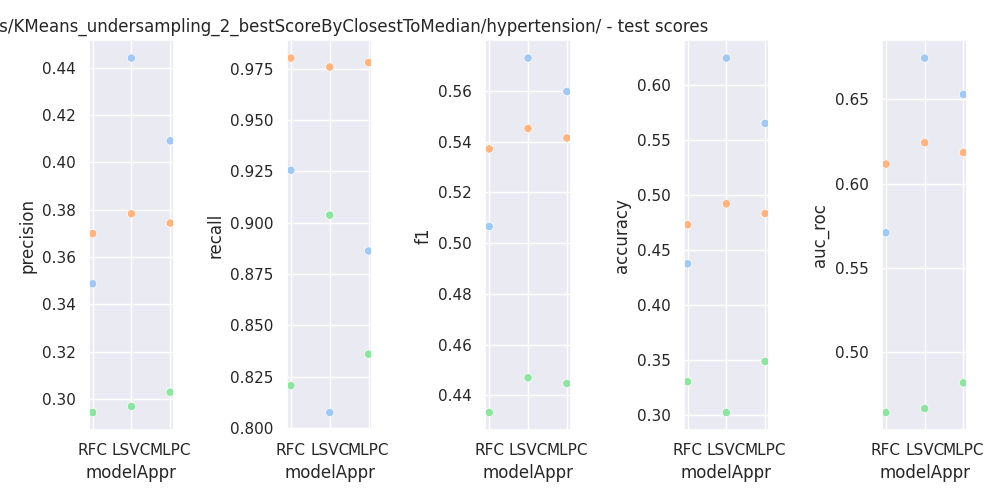 s/KMeans_undersampling_2_bestScoreByClosestToMedian/hypertension/ - test scores
precision
0.44
0.42
0.40
0.38
0.36
0.34
0.32
0.30
RFC LSVCMLPC
modelAppr
recall
0.975
0.950
0.925
0.900
0.875
0.850
0.825
0.800
RFC LSVCMLPC
modelAppr
f1
0.56
0.54
0.52
0.50
0.48
0.46
0.44
RFC LSVCMLPC
modelAppr
accuracy
0.60
0.55
0.50
0.45
0.40
0.35
0.30
RFC LSVCMLPC
modelAppr
auc_roc
0.65
0.60
0.55
0.50
RFC LSVCMLPC
modelAppr